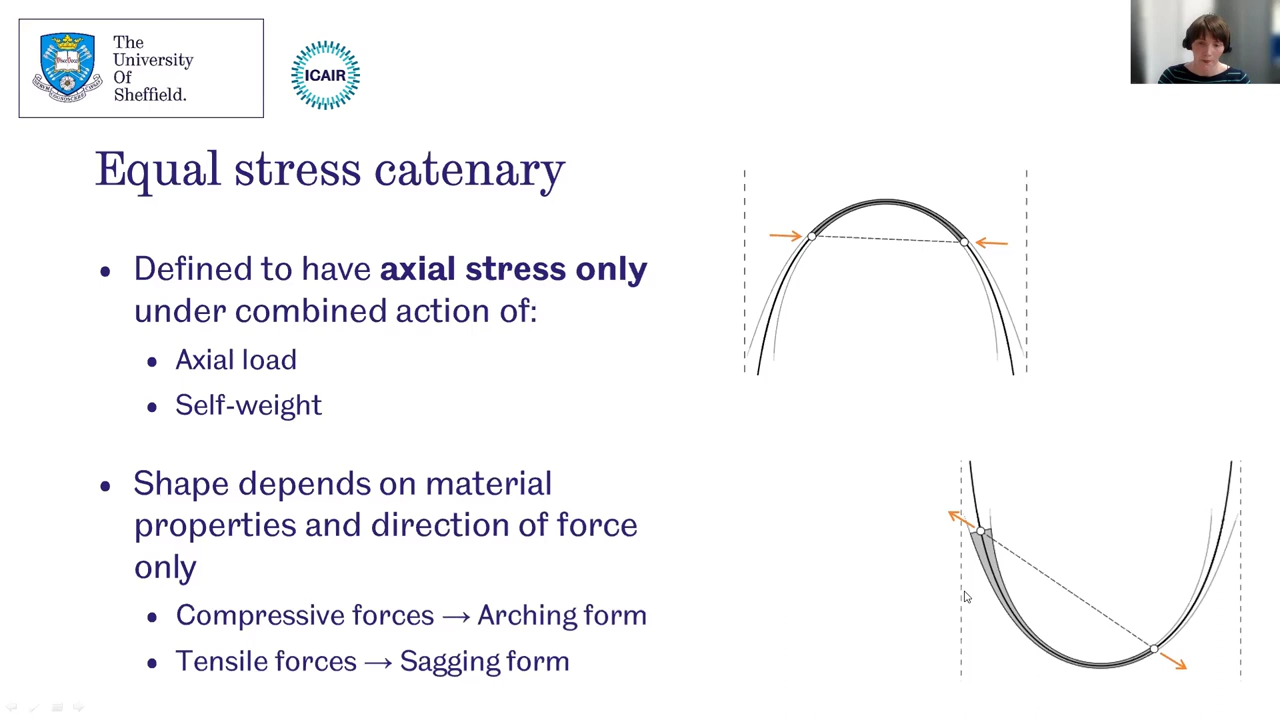 The
University
Of
Sheffield.
ICAIR
Equal stress catenary
• Defined to have axial stress only
under combined action of:
• Axial load
• Self-weight
• Shape depends on material
properties and direction of force
only
• Compressive forces → Arching form
• Tensile forces → Sagging form